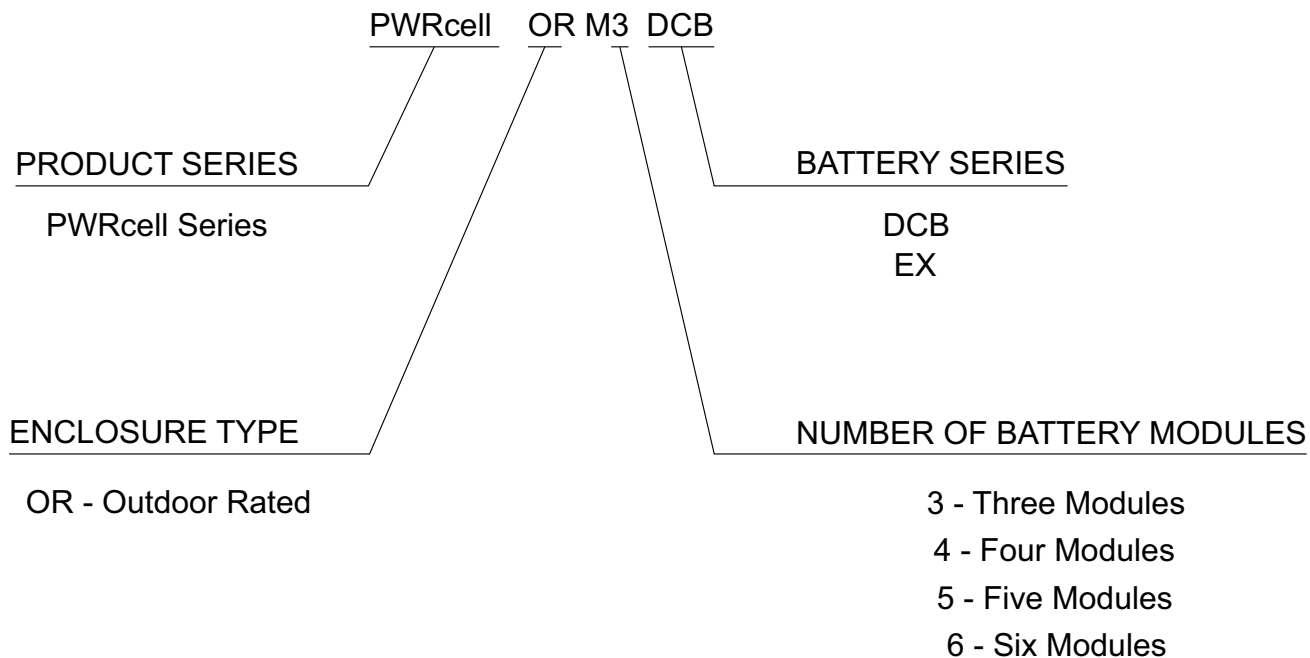 PWRcell OR M3 DCB
PRODUCT SERIES
PWRcell Series
BATTERY SERIES
DCB
EX
ENCLOSURE TYPE
OR - Outdoor Rated
NUMBER OF BATTERY MODULES
3 - Three Modules
4 - Four Modules
5 - Five Modules
6 - Six Modules